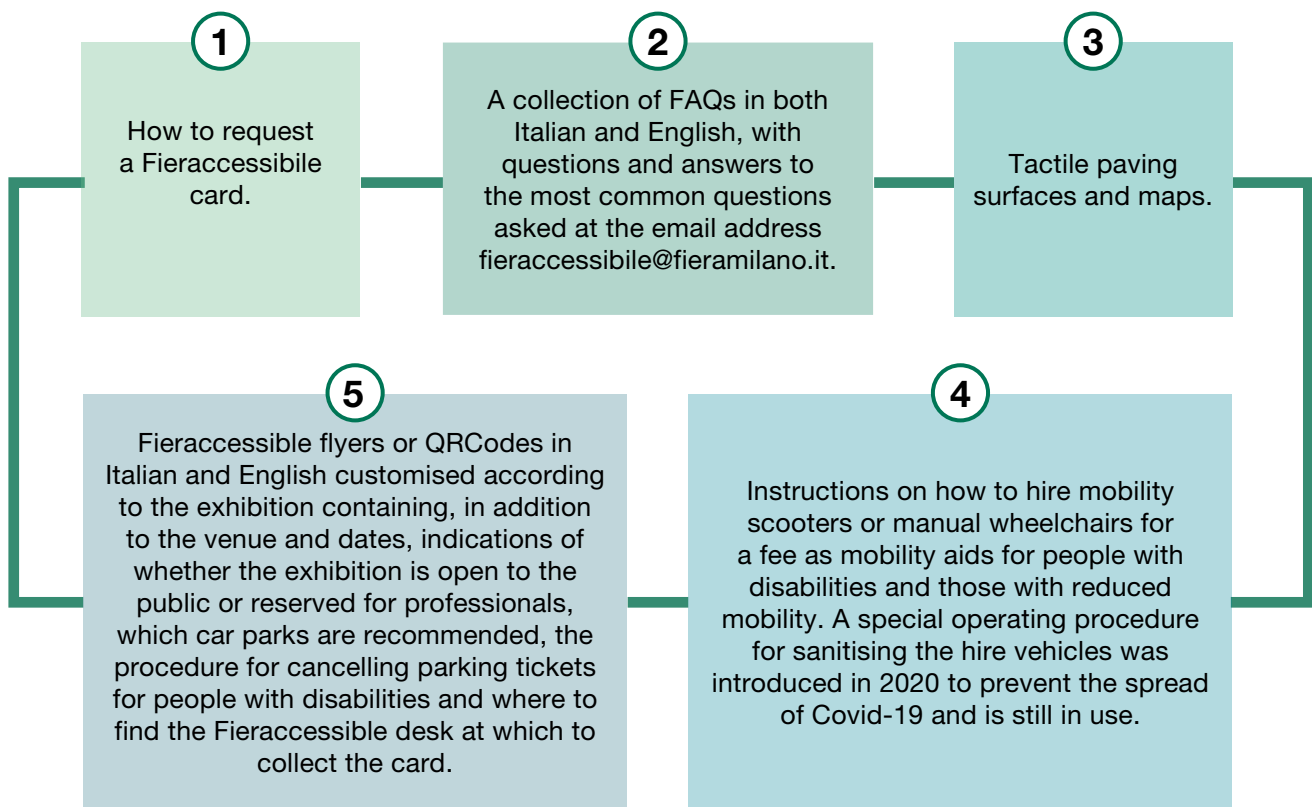 1
How to request
a Fieraccessibile
card.
2
A collection of FAQs in both
Italian and English, with
questions and answers to
the most common questions
asked at the email address
fieraccessibile@fieramilano.it.
3
Tactile paving
surfaces and maps.
4
Instructions on how to hire mobility
scooters or manual wheelchairs for
a fee as mobility aids for people with
disabilities and those with reduced
mobility. A special operating procedure
for sanitising the hire vehicles was
introduced in 2020 to prevent the spread
of Covid-19 and is still in use.
5
Fieraccessible flyers or QRCodes in
Italian and English customised according
to the exhibition containing, in addition
to the venue and dates, indications of
whether the exhibition is open to the
public or reserved for professionals,
which car parks are recommended, the
procedure for cancelling parking tickets
for people with disabilities and where to
find the Fieraccessible desk at which to
collect the card.